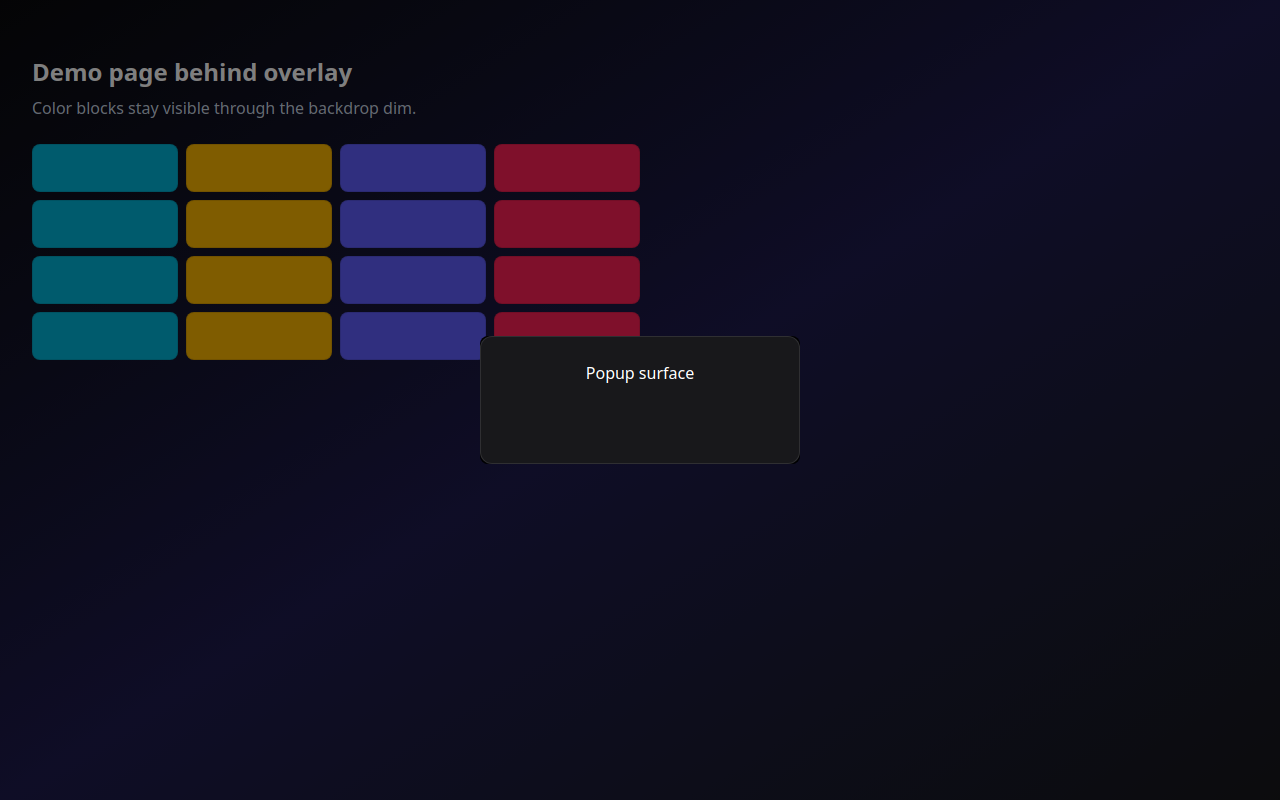 Demo page behind overlay
Color blocks stay visible through the backdrop dim.
Popup surface